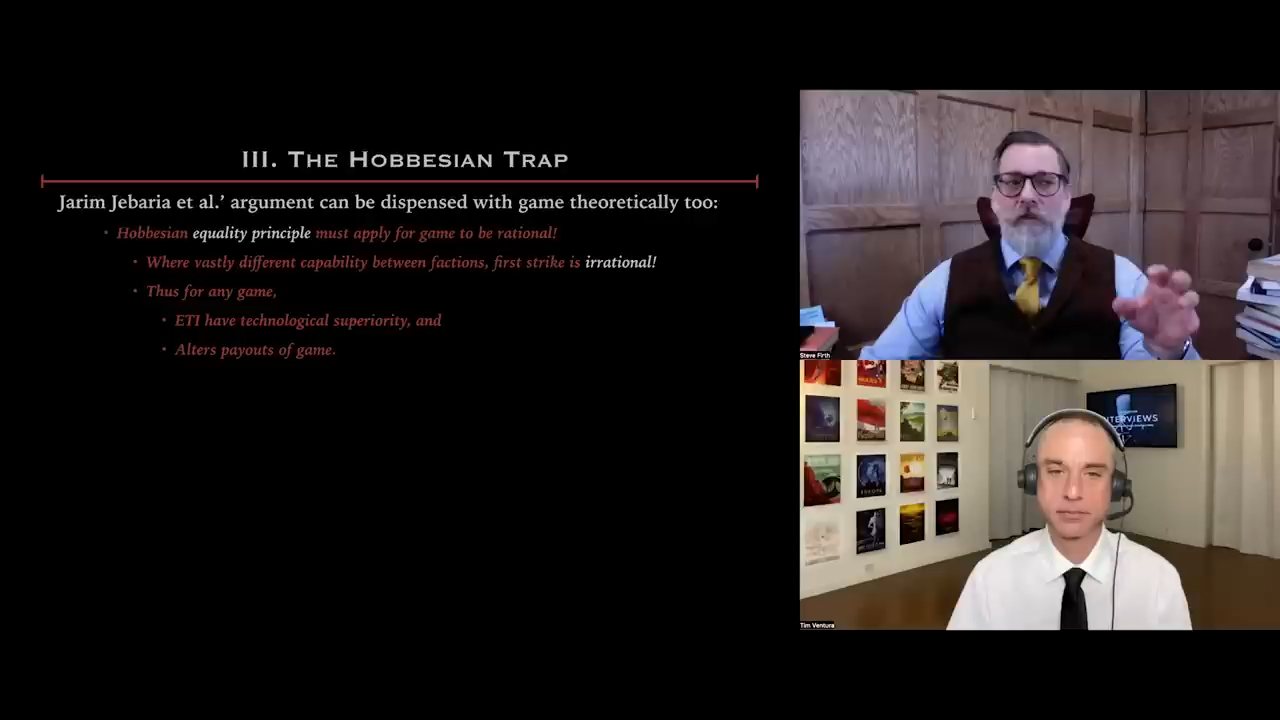 III. The Hobbesian Trap
Jarim Jebaria et al.' argument can be dispensed with game theoretically too:
• Hobbesian equality principle must apply for game to be rational!
• Where vastly different capability between factions, first strike is irrational!
• Thus for any game,
• ETI have technological superiority, and
• Alters payouts of game.
Steve Firth
TERVIEWS
Tim Ventura